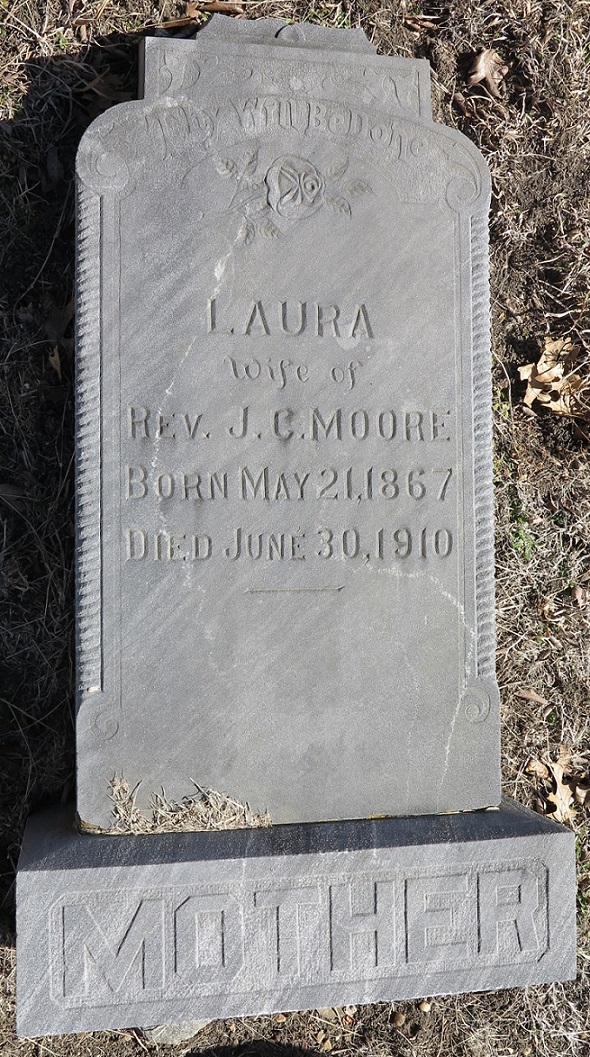 Thy Will Be Done
LAURA
Wife of
REV. J. C. MOORE
BORN MAY 21, 1867
DIED JUNE 30, 1910
MOTHER